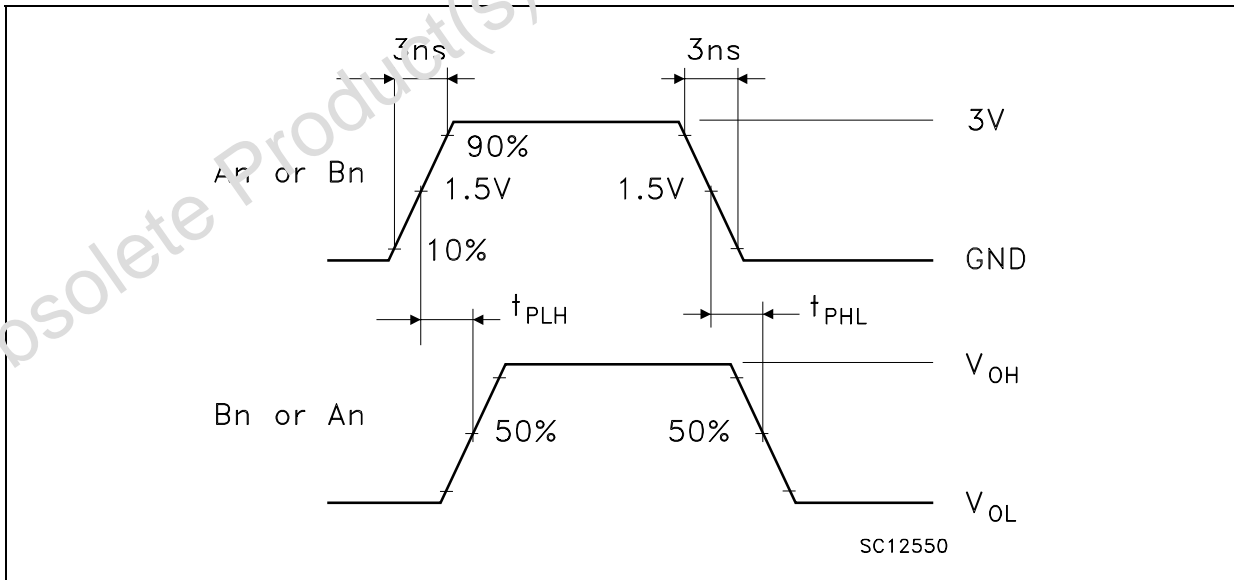 3ns 3ns
3V
90%
An or Bn
1.5V 1.5V
10%
GND
tPLH tPHL
VOH
Bn or An
50% 50%
VOL
SC12550
Product(s)